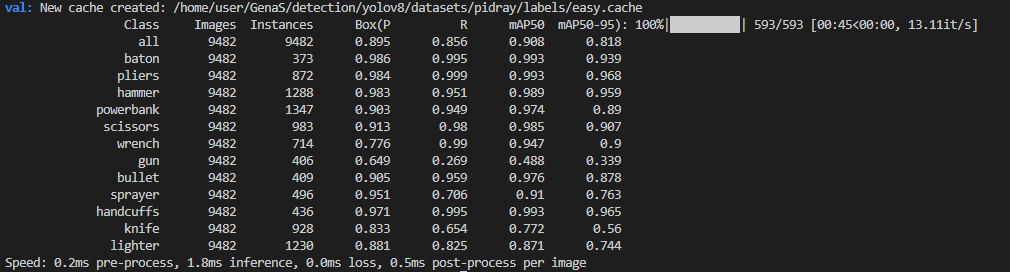 val: New cache created: /home/user/GenaS/detection/yolov8/datasets/pidray/labels/easy.cache
Class Images Instances Box(P R mAP50 mAP50-95): 100%|██████████| 593/593 [00:45<00:00, 13.11it/s]
all 9482 9482 0.895 0.856 0.908 0.818
baton 9482 373 0.986 0.995 0.993 0.939
pliers 9482 872 0.984 0.999 0.993 0.968
hammer 9482 1288 0.983 0.951 0.989 0.959
powerbank 9482 1347 0.903 0.949 0.974 0.89
scissors 9482 983 0.913 0.98 0.985 0.907
wrench 9482 714 0.776 0.99 0.947 0.9
gun 9482 406 0.649 0.269 0.488 0.339
bullet 9482 409 0.905 0.959 0.976 0.878
sprayer 9482 496 0.951 0.706 0.91 0.763
handcuffs 9482 436 0.971 0.995 0.993 0.965
knife 9482 928 0.833 0.654 0.772 0.56
lighter 9482 1230 0.881 0.825 0.871 0.744
Speed: 0.2ms pre-process, 1.8ms inference, 0.0ms loss, 0.5ms post-process per image